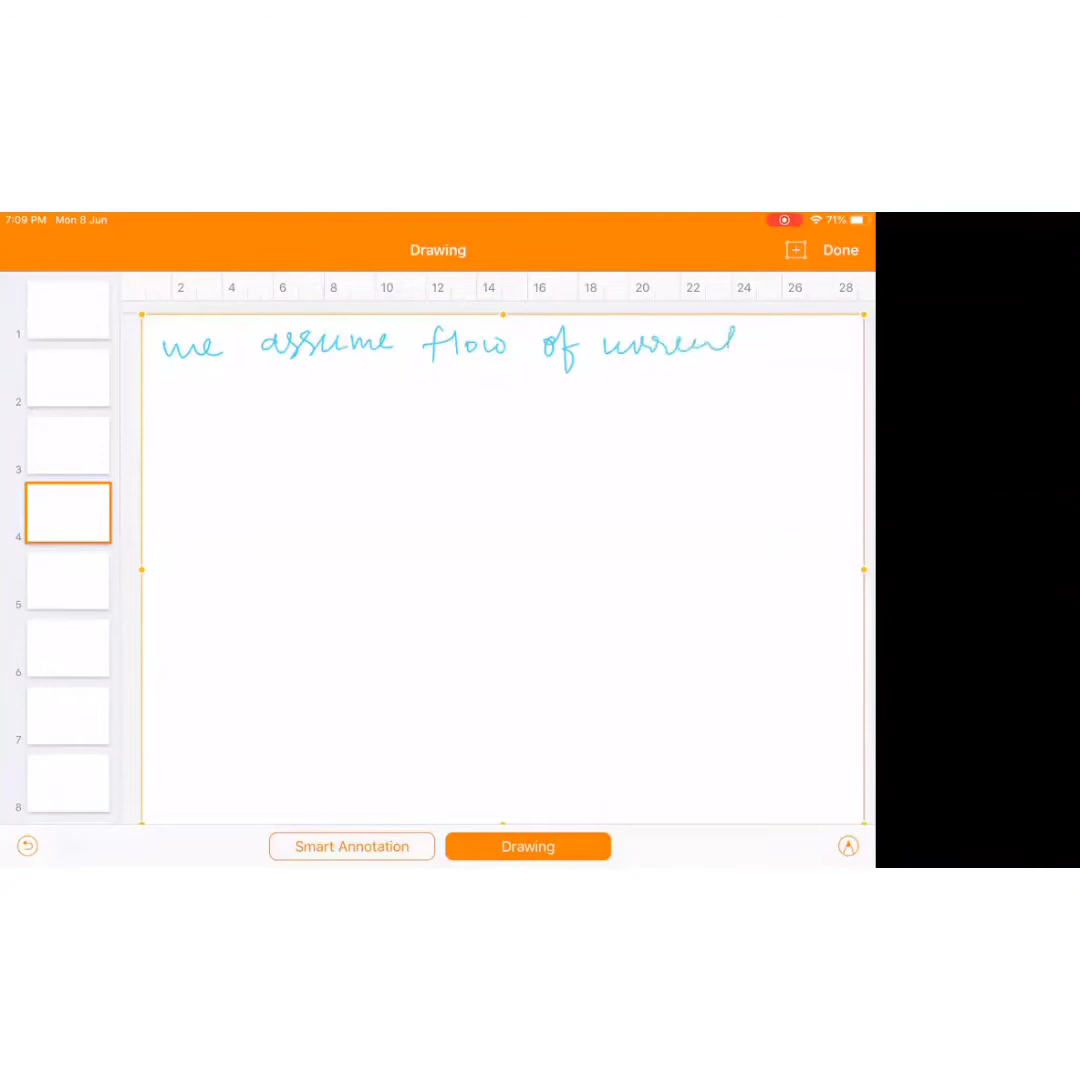 7:09 PM Mon 8 Jun 71%
Drawing Done
2 4 6 8 10 12 14 16 18 20 22 24 26 28
we assume flow of current
1
2
3
4
5
6
7
8
Smart Annotation Drawing